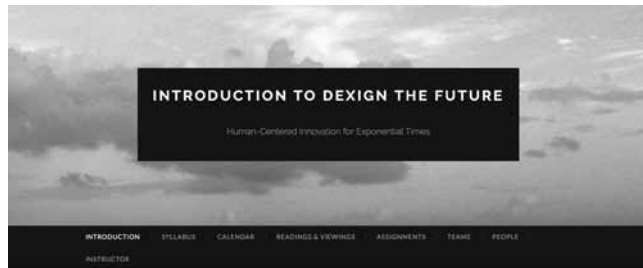 INTRODUCTION TO DEXIGN THE FUTURE
Human-Centered Innovation for Exponential Times
INTRODUCTION SYLLABUS CALENDAR READINGS & VIEWINGS ASSIGNMENTS TEAMS PEOPLE
INSTRUCTOR